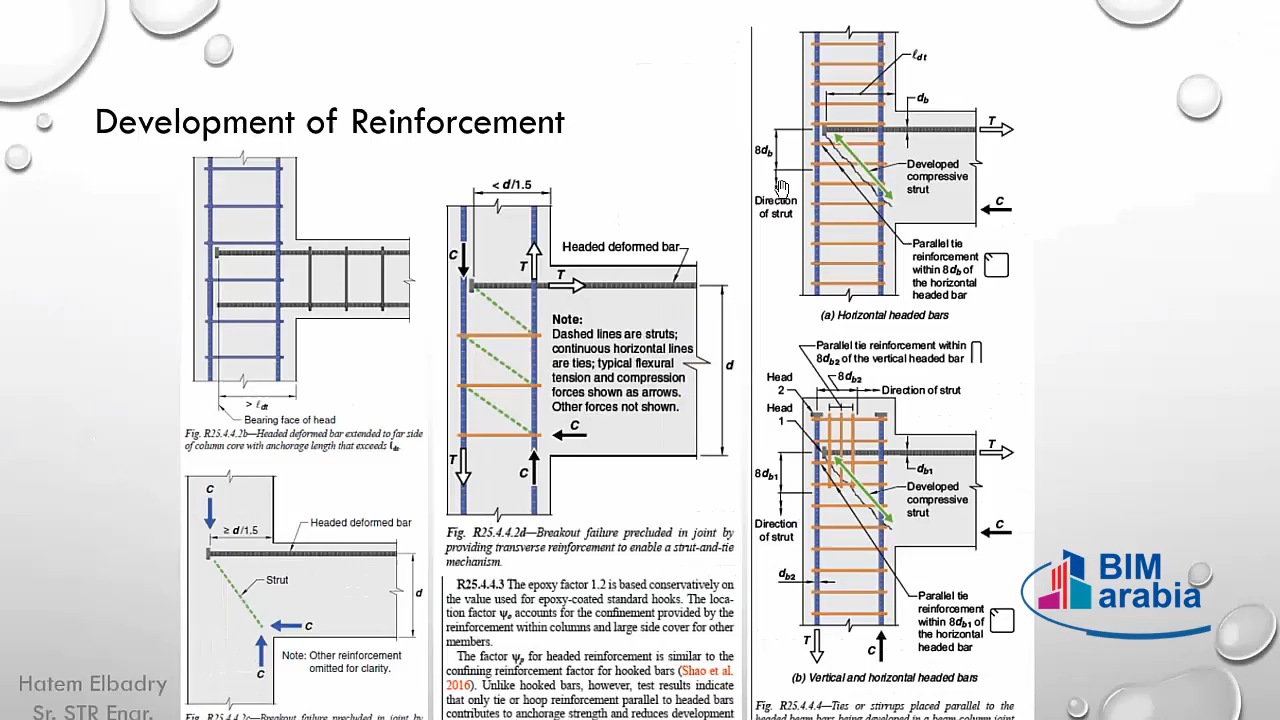 Development of Reinforcement
> ℓdt
Bearing face of head
Fig. R25.4.4.2b—Headed deformed bar extended to far side
of column core with anchorage length that exceeds ℓdt.
C
≥ d/1.5
Headed deformed bar
Strut
d
C
C
Note: Other reinforcement
omitted for clarity.
Fig. R25.4.4.2c—Breakout failure precluded in joint by
< d/1.5
Headed deformed bar
C
T
T
Note:
Dashed lines are struts;
continuous horizontal lines
are ties; typical flexural
tension and compression
forces shown as arrows.
Other forces not shown.
d
C
T
C
Fig. R25.4.4.2d—Breakout failure precluded in joint by
providing transverse reinforcement to enable a strut-and-tie
mechanism.
R25.4.4.3 The epoxy factor 1.2 is based conservatively on
the value used for epoxy-coated standard hooks. The loca-
tion factor ψo accounts for the confinement provided by the
reinforcement within columns and large side cover for other
members.
The factor ψp for headed reinforcement is similar to the
confining reinforcement factor for hooked bars (Shao et al.
2016). Unlike hooked bars, however, test results indicate
that only tie or hoop reinforcement parallel to headed bars
contributes to anchorage strength and reduces development
ℓdt
db
T
8db
Developed
compressive
strut
Direction
of strut
C
Parallel tie
reinforcement
within 8db of
the horizontal
headed bar
(a) Horizontal headed bars
Parallel tie reinforcement within
8db2 of the vertical headed bar
Head
2
8db2
Direction of strut
Head
1
T
db1
8db1
Developed
compressive
strut
Direction
of strut
C
db2
Parallel tie
reinforcement
within 8db1 of
the horizontal
headed bar
T
C
(b) Vertical and horizontal headed bars
Fig. R25.4.4.4—Ties or stirrups placed parallel to the
headed beam bars being developed in a beam-column joint
BIM
arabia
Hatem Elbadry
Sr. STR Engr.